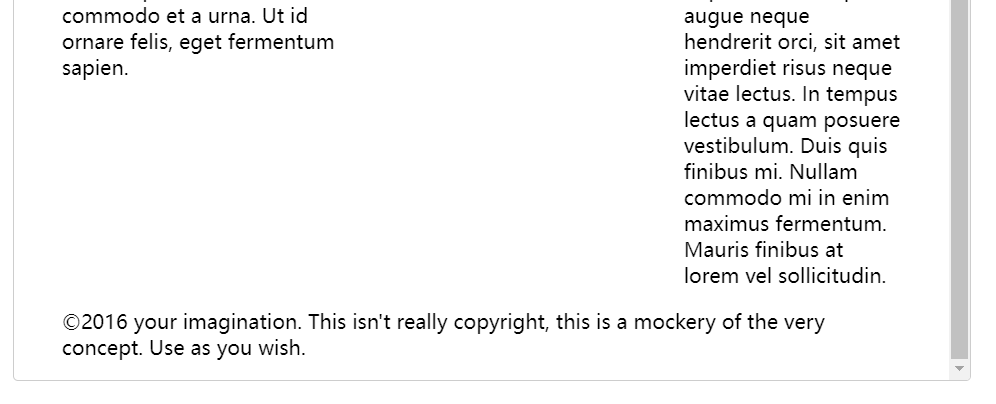 commodo et a urna. Ut id
ornare felis, eget fermentum
sapien.
augue neque
hendrerit orci, sit amet
imperdiet risus neque
vitae lectus. In tempus
lectus a quam posuere
vestibulum. Duis quis
finibus mi. Nullam
commodo mi in enim
maximus fermentum.
Mauris finibus at
lorem vel sollicitudin.
©2016 your imagination. This isn't really copyright, this is a mockery of the very
concept. Use as you wish.